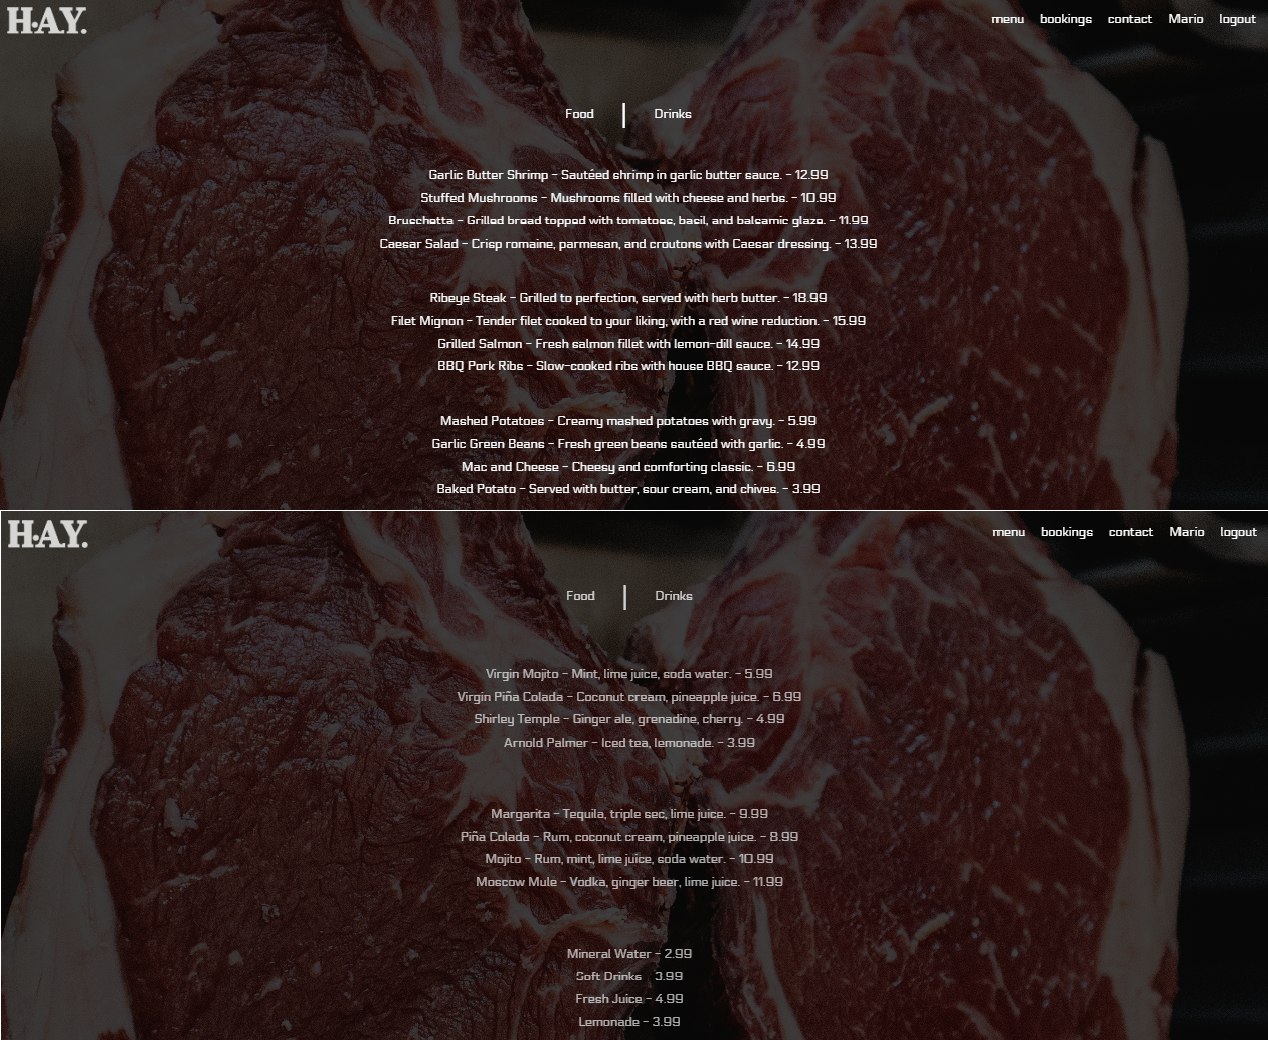 H.A.Y.
menu bookings contact Mario logout
Food | Drinks
Garlic Butter Shrimp - Sautéed shrimp in garlic butter sauce. - 12.99
Stuffed Mushrooms - Mushrooms filled with cheese and herbs. - 10.99
Bruschetta - Grilled bread topped with tomatoes, basil, and balsamic glaze. - 11.99
Caesar Salad - Crisp romaine, parmesan, and croutons with Caesar dressing. - 13.99
Ribeye Steak - Grilled to perfection, served with herb butter. - 18.99
Filet Mignon - Tender filet cooked to your liking, with a red wine reduction. - 15.99
Grilled Salmon - Fresh salmon fillet with lemon-dill sauce. - 14.99
BBQ Pork Ribs - Slow-cooked ribs with house BBQ sauce. - 12.99
Mashed Potatoes - Creamy mashed potatoes with gravy. - 5.99
Garlic Green Beans - Fresh green beans sautéed with garlic. - 4.99
Mac and Cheese - Cheesy and comforting classic. - 6.99
Baked Potato - Served with butter, sour cream, and chives. - 3.99
H.A.Y.
menu bookings contact Mario logout
Food | Drinks
Virgin Mojito - Mint, lime juice, soda water. - 5.99
Virgin Piña Colada - Coconut cream, pineapple juice. - 6.99
Shirley Temple - Ginger ale, grenadine, cherry. - 4.99
Arnold Palmer - Iced tea, lemonade. - 3.99
Margarita - Tequila, triple sec, lime juice. - 9.99
Piña Colada - Rum, coconut cream, pineapple juice. - 8.99
Mojito - Rum, mint, lime juice, soda water. - 10.99
Moscow Mule - Vodka, ginger beer, lime juice. - 11.99
Mineral Water - 2.99
Soft Drinks 3.99
Fresh Juice - 4.99
Lemonade - 3.99